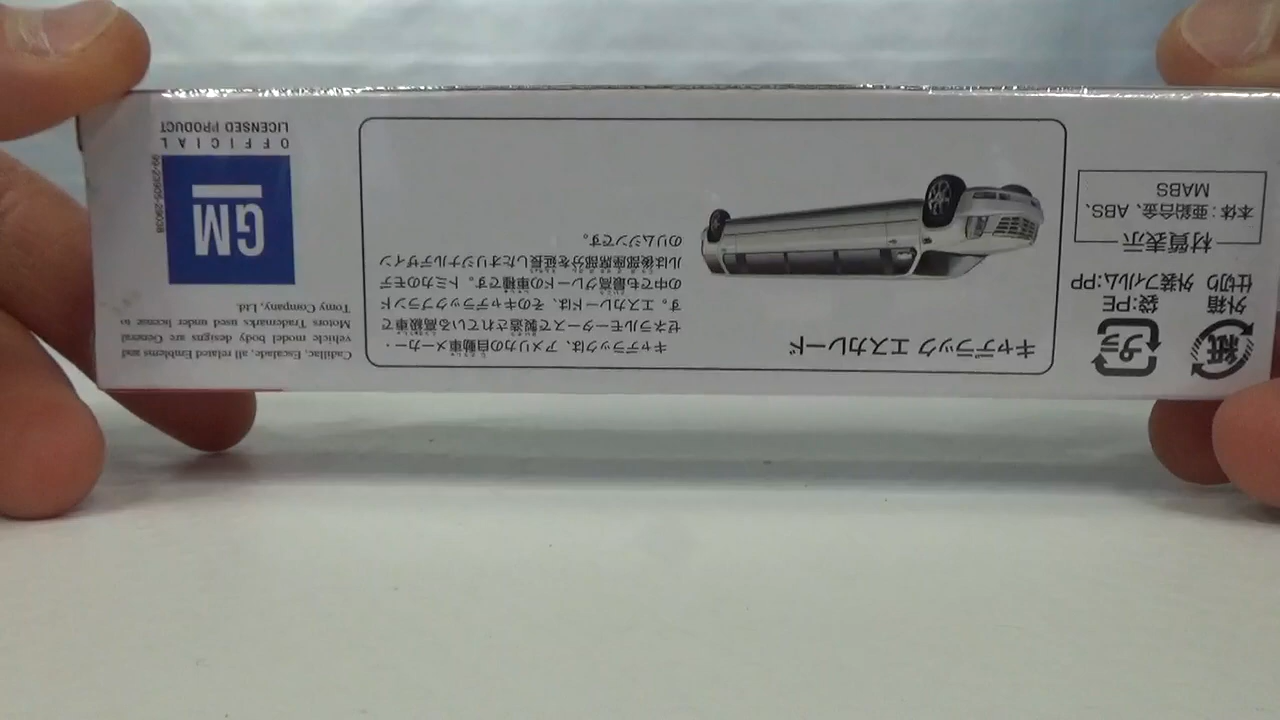 紙
外箱
仕切り
プラ
袋:PE
外装フィルム:PP
材質表示
本体:亜鉛合金、ABS、
MABS
キャデラック エスカレード
キャデラックは、アメリカの自動車メーカー・
ゼネラルモータースで製造されている高級車で
す。エスカレードは、そのキャデラックブランド
の中でも最高級グレードの車種です。トミカのモデ
ルは後部座席部分を延長したオリジナルデザイン
のリムジンです。
Cadillac, Escalade, all related Emblems and
vehicle model body designs are General
Motors Trademarks used under license to
Tomy Company, Ltd.
GM
OFFICIAL
LICENSED PRODUCT